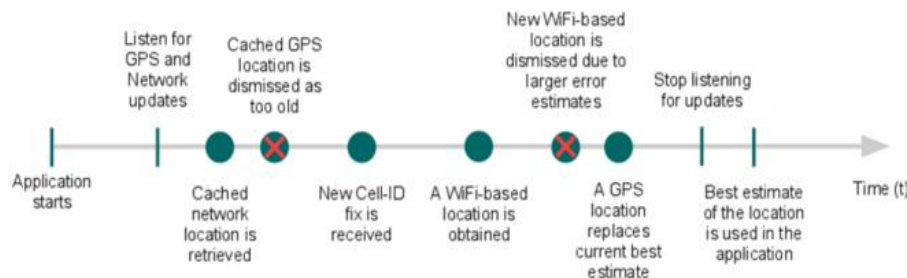 Listen for
GPS and
Network
updates
Cached GPS
location is
dismissed as
too old
New WiFi-based
location is
dismissed due to
larger error
estimates
Stop listening
for updates
Application
starts
Cached
network
location is
retrieved
New Cell-ID
fix is
received
A WiFi-based
location is
obtained
A GPS
location
replaces
current best
estimate
Best estimate
of the location
is used in the
application
Time (t)